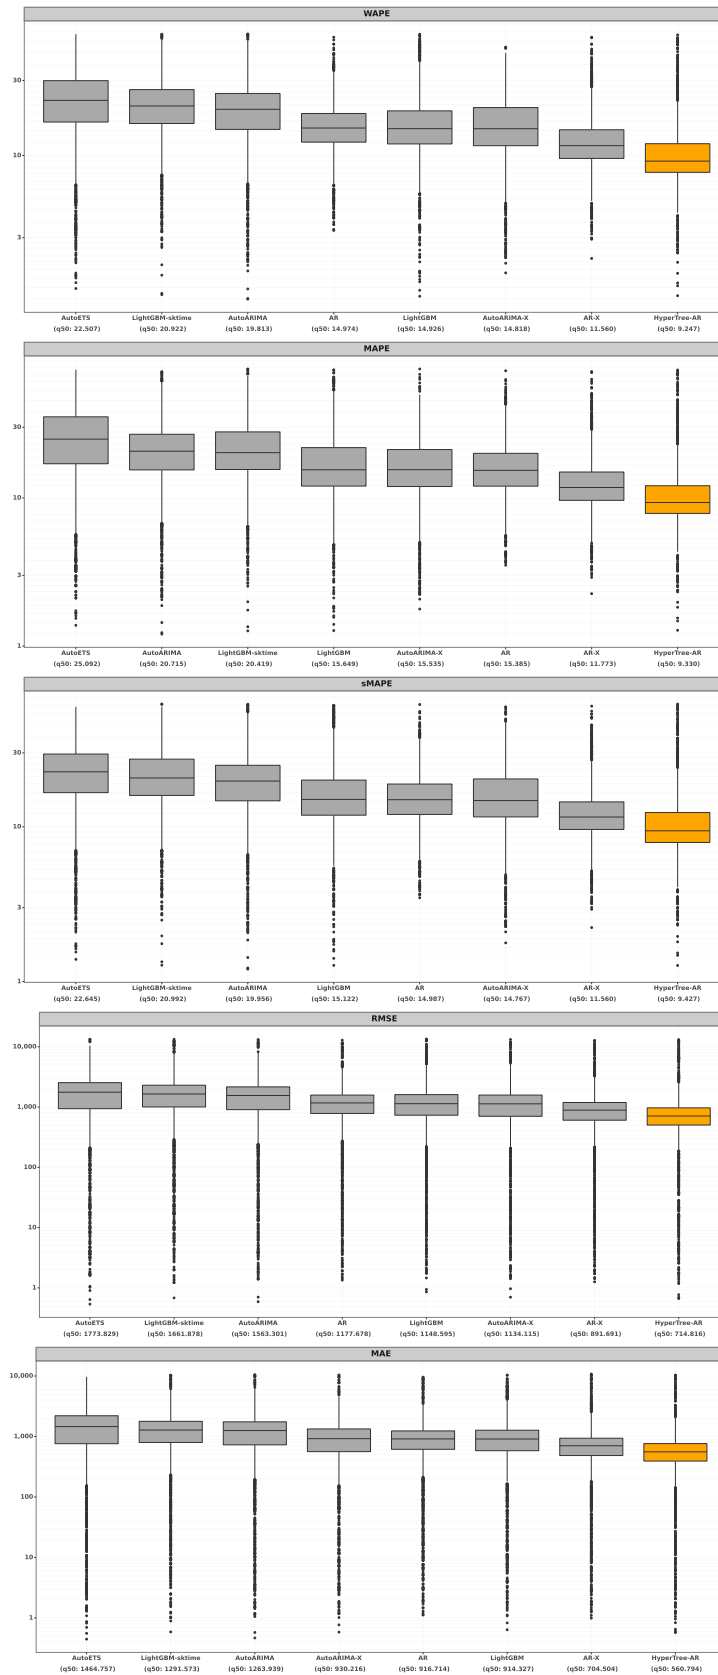 WAPE
30
10
3
AutoETS LightGBM-sktime AutoARIMA AR LightGBM AutoARIMA-X AR-X HyperTree-AR
(q50: 22.507) (q50: 20.922) (q50: 19.813) (q50: 14.974) (q50: 14.926) (q50: 14.818) (q50: 11.560) (q50: 9.247)
MAPE
30
10
3
1
AutoETS AutoARIMA LightGBM-sktime LightGBM AutoARIMA-X AR AR-X HyperTree-AR
(q50: 25.092) (q50: 20.715) (q50: 20.419) (q50: 15.649) (q50: 15.535) (q50: 15.385) (q50: 11.773) (q50: 9.330)
sMAPE
30
10
3
1
AutoETS LightGBM-sktime AutoARIMA LightGBM AR AutoARIMA-X AR-X HyperTree-AR
(q50: 22.645) (q50: 20.992) (q50: 19.956) (q50: 15.122) (q50: 14.987) (q50: 14.767) (q50: 11.560) (q50: 9.427)
RMSE
10,000
1,000
100
10
1
AutoETS LightGBM-sktime AutoARIMA AR LightGBM AutoARIMA-X AR-X HyperTree-AR
(q50: 1773.829) (q50: 1661.878) (q50: 1563.301) (q50: 1177.678) (q50: 1148.595) (q50: 1134.115) (q50: 891.691) (q50: 714.816)
MAE
10,000
1,000
100
10
1
AutoETS LightGBM-sktime AutoARIMA AutoARIMA-X AR LightGBM AR-X HyperTree-AR
(q50: 1464.757) (q50: 1291.573) (q50: 1263.939) (q50: 930.216) (q50: 916.714) (q50: 914.327) (q50: 704.504) (q50: 560.794)